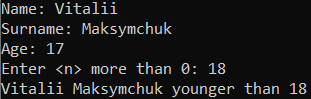 Name: Vitalii
Surname: Maksymchuk
Age: 17
Enter <n> more than 0: 18
Vitalii Maksymchuk younger than 18